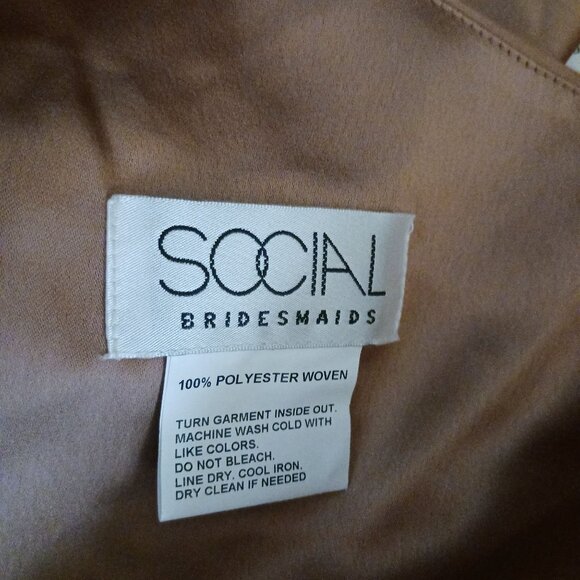 SOCIAL
BRIDESMAIDS
100% POLYESTER WOVEN
TURN GARMENT INSIDE OUT.
MACHINE WASH COLD WITH
LIKE COLORS.
DO NOT BLEACH.
LINE DRY. COOL IRON.
DRY CLEAN IF NEEDED